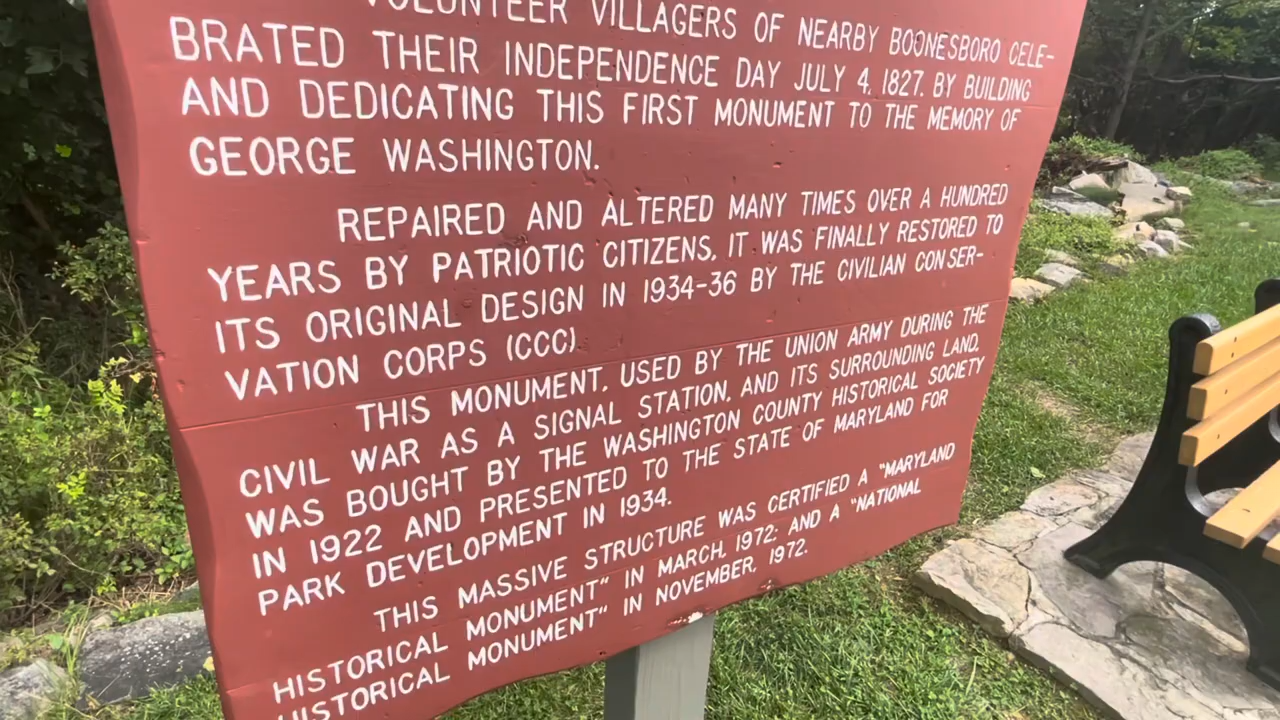 VOLUNTEER VILLAGERS OF NEARBY BOONESBORO CELE-
BRATED THEIR INDEPENDENCE DAY JULY 4, 1827, BY BUILDING
AND DEDICATING THIS FIRST MONUMENT TO THE MEMORY OF
GEORGE WASHINGTON.
REPAIRED AND ALTERED MANY TIMES OVER A HUNDRED
YEARS BY PATRIOTIC CITIZENS, IT WAS FINALLY RESTORED TO
ITS ORIGINAL DESIGN IN 1934-36 BY THE CIVILIAN CONSER-
VATION CORPS (CCC).
THIS MONUMENT, USED BY THE UNION ARMY DURING THE
CIVIL WAR AS A SIGNAL STATION, AND ITS SURROUNDING LAND,
WAS BOUGHT BY THE WASHINGTON COUNTY HISTORICAL SOCIETY
IN 1922 AND PRESENTED TO THE STATE OF MARYLAND FOR
PARK DEVELOPMENT IN 1934.
THIS MASSIVE STRUCTURE WAS CERTIFIED A "MARYLAND
HISTORICAL MONUMENT" IN MARCH, 1972; AND A "NATIONAL
HISTORICAL MONUMENT" IN NOVEMBER, 1972.